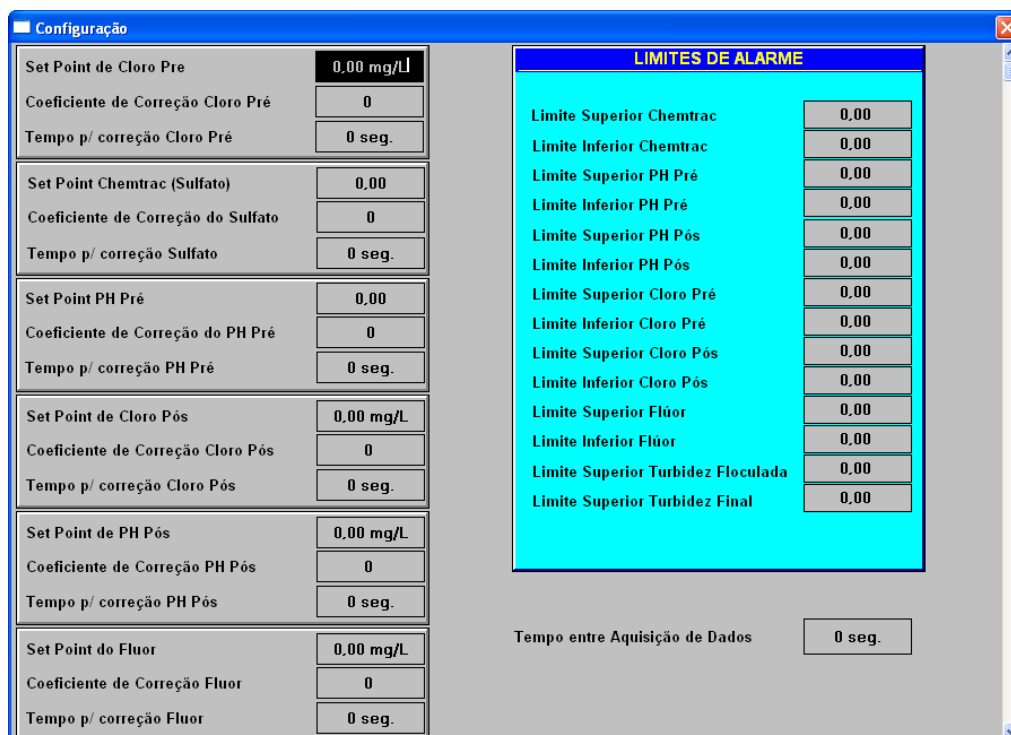 Configuração
Set Point de Cloro Pre 0,00 mg/L
Coeficiente de Correção Cloro Pré 0
Tempo p/ correção Cloro Pré 0 seg.
Set Point Chemtrac (Sulfato) 0,00
Coeficiente de Correção do Sulfato 0
Tempo p/ correção Sulfato 0 seg.
Set Point PH Pré 0,00
Coeficiente de Correção do PH Pré 0
Tempo p/ correção PH Pré 0 seg.
Set Point de Cloro Pós 0,00 mg/L
Coeficiente de Correção Cloro Pós 0
Tempo p/ correção Cloro Pós 0 seg.
Set Point de PH Pós 0,00 mg/L
Coeficiente de Correção PH Pós 0
Tempo p/ correção PH Pós 0 seg.
Set Point do Fluor 0,00 mg/L
Coeficiente de Correção Fluor 0
Tempo p/ correção Fluor 0 seg.
LIMITES DE ALARME
Limite Superior Chemtrac 0,00
Limite Inferior Chemtrac 0,00
Limite Superior PH Pré 0,00
Limite Inferior PH Pré 0,00
Limite Superior PH Pós 0,00
Limite Inferior PH Pós 0,00
Limite Superior Cloro Pré 0,00
Limite Inferior Cloro Pré 0,00
Limite Superior Cloro Pós 0,00
Limite Inferior Cloro Pós 0,00
Limite Superior Flúor 0,00
Limite Inferior Flúor 0,00
Limite Superior Turbidez Floculada 0,00
Limite Superior Turbidez Final 0,00
Tempo entre Aquisição de Dados 0 seg.